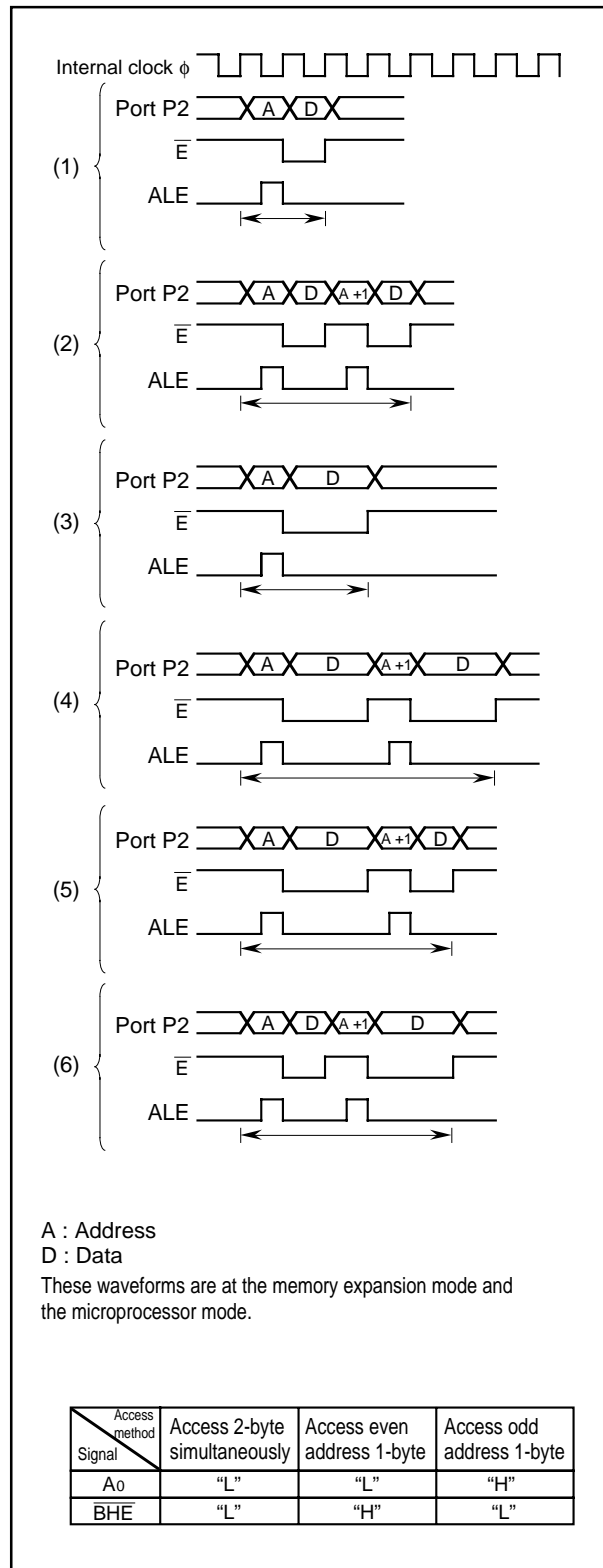 Internal clock ϕ
(1)
Port P2 A D
E
ALE
(2)
Port P2 A D A +1 D
E
ALE
(3)
Port P2 A D
E
ALE
(4)
Port P2 A D A +1 D
E
ALE
(5)
Port P2 A D A +1 D
E
ALE
(6)
Port P2 A D A +1 D
E
ALE
A : Address
D : Data
These waveforms are at the memory expansion mode and
the microprocessor mode.
Access method Signal Access 2-byte simultaneously Access even address 1-byte Access odd address 1-byte
A0 “L” “L” “H”
BHE “L” “H” “L”